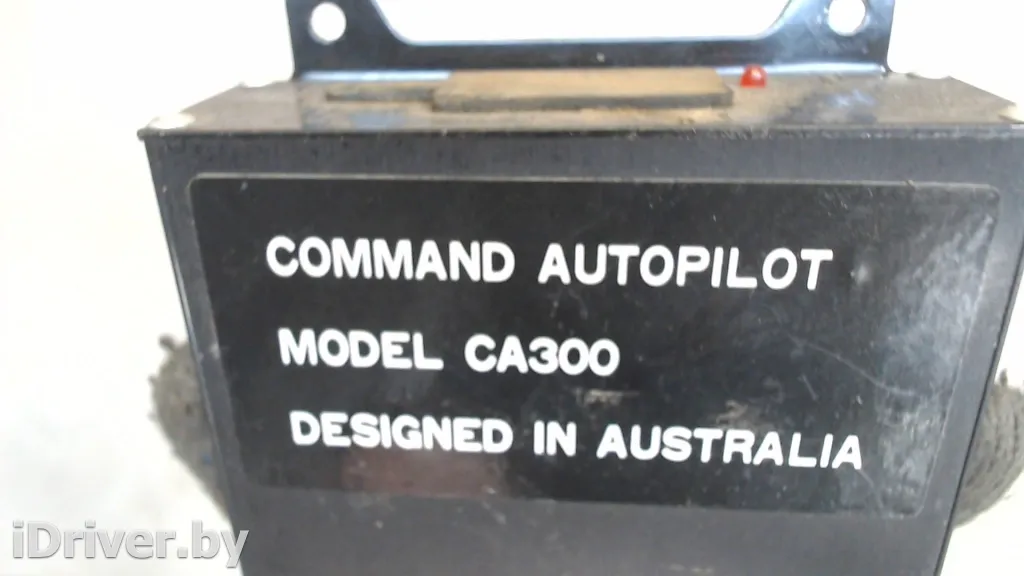 COMMAND AUTOPILOT
MODEL CA300
DESIGNED IN AUSTRALIA
iDriver.by